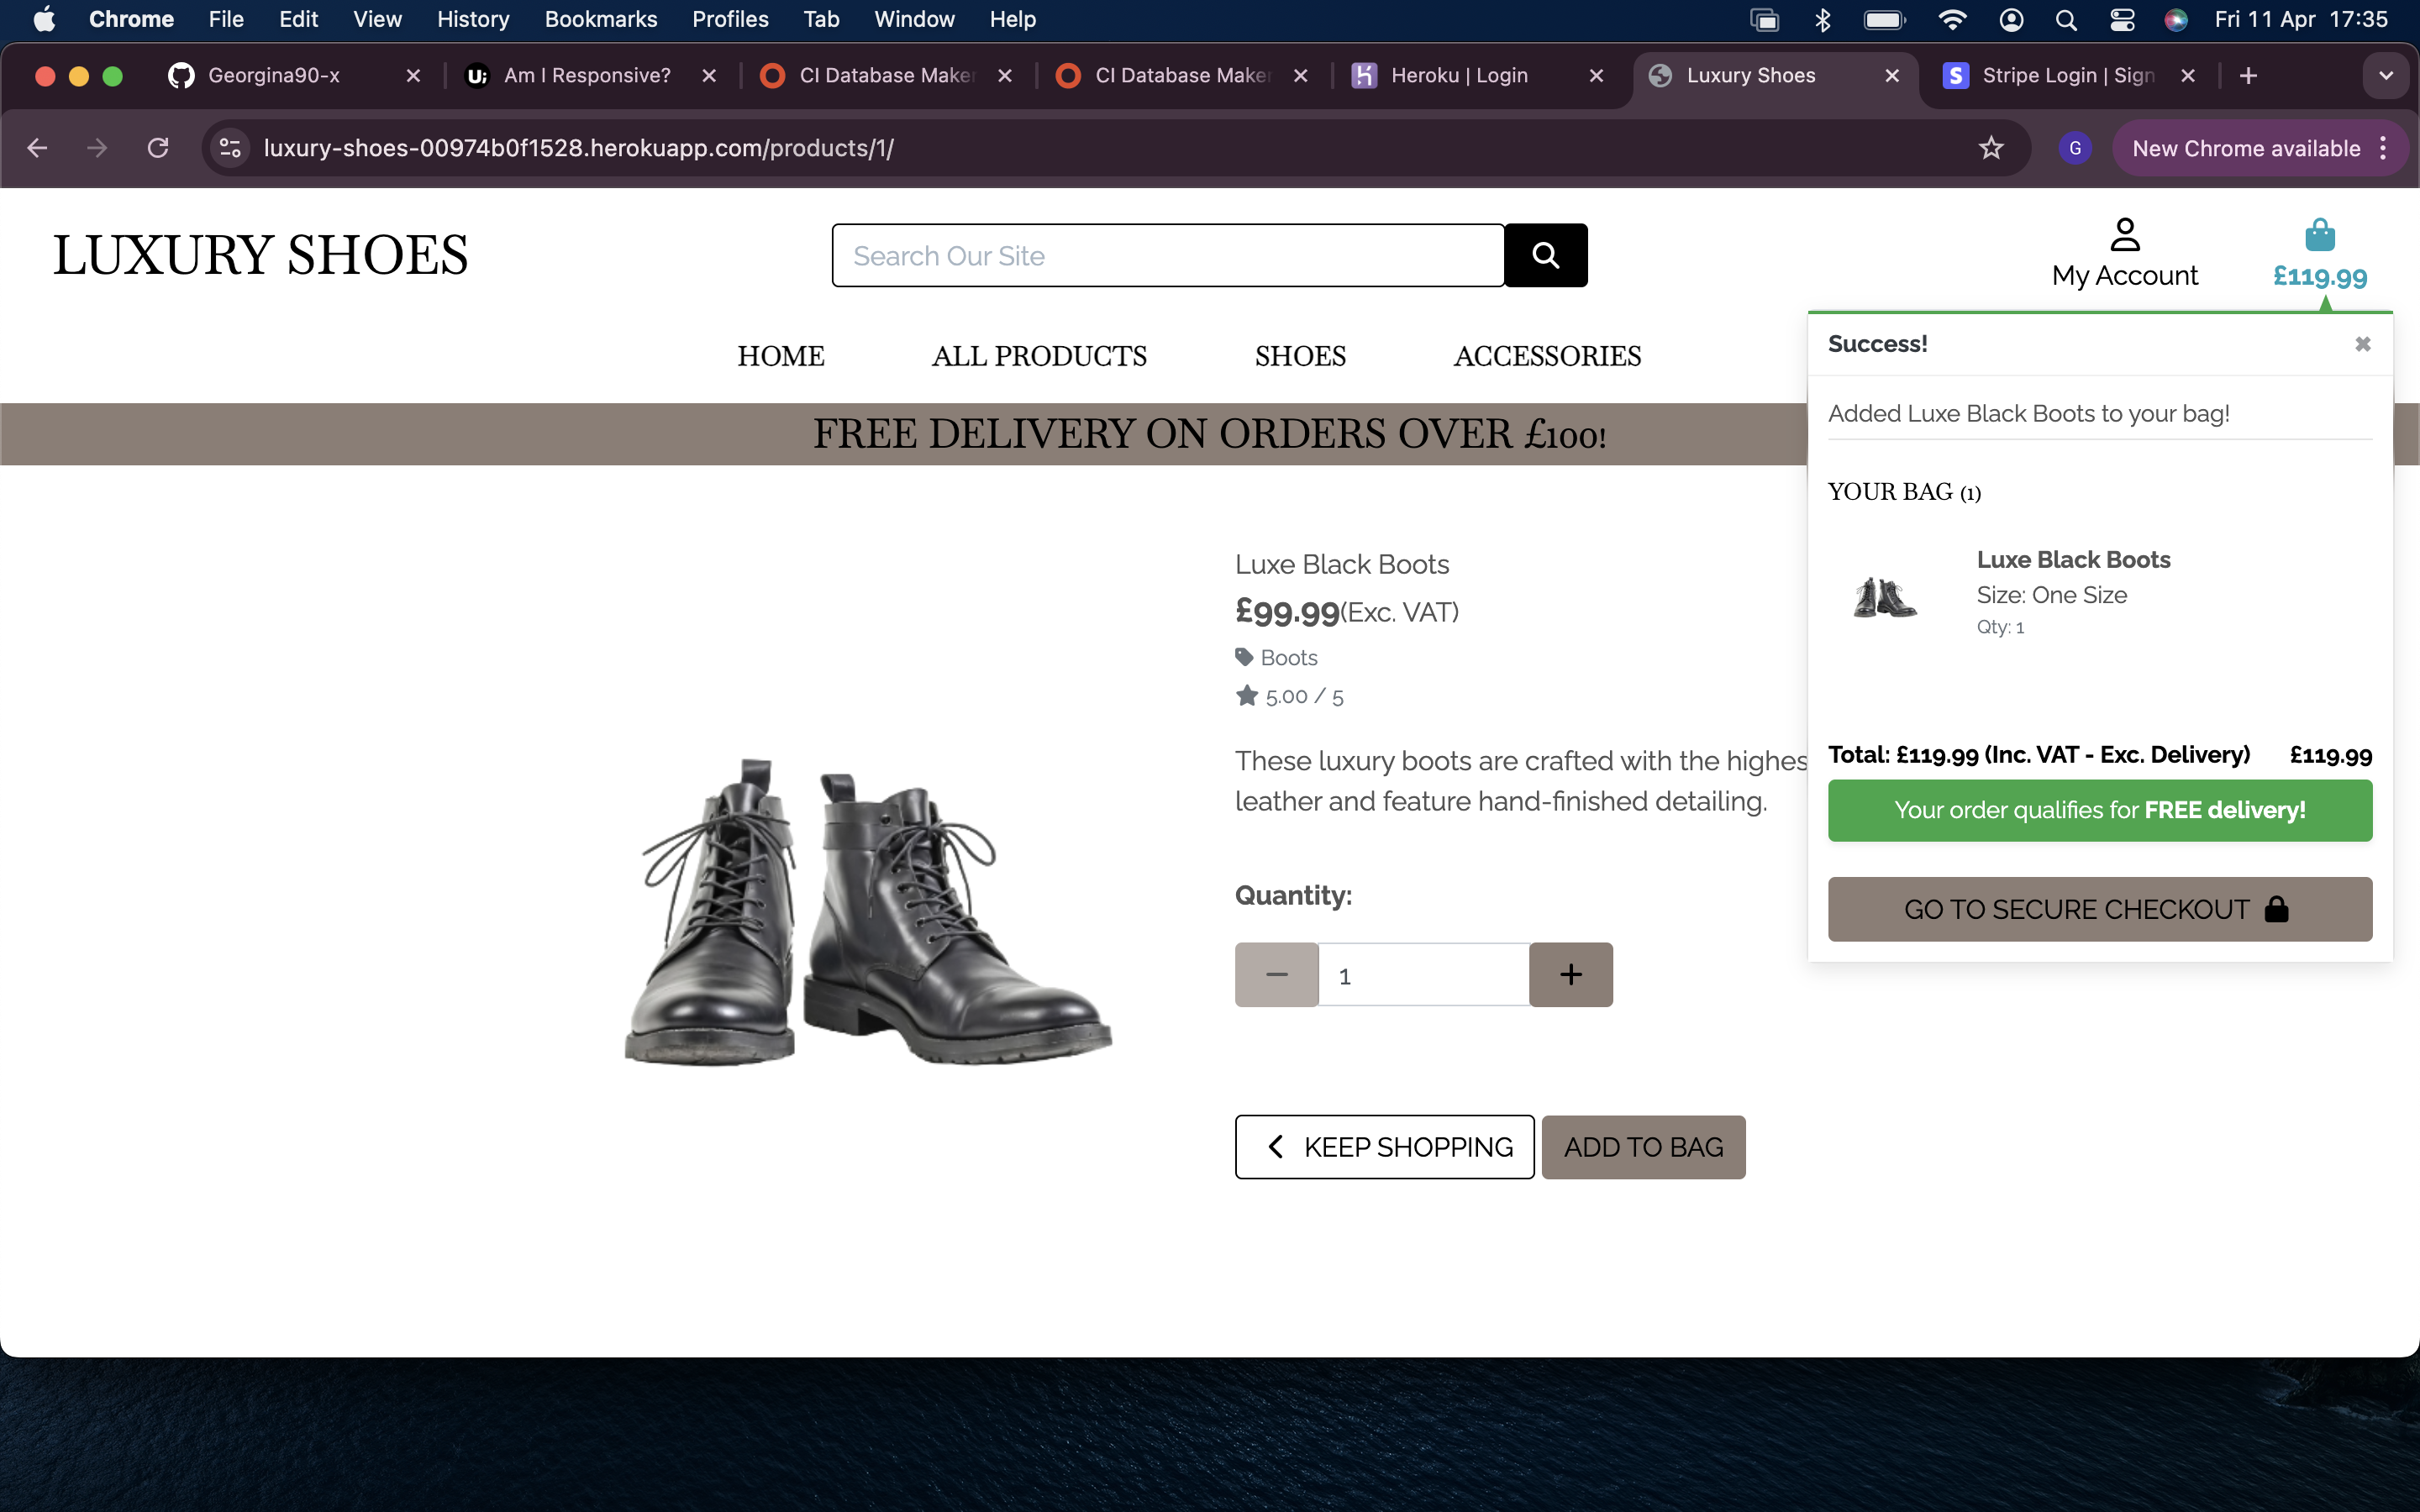 Chrome File Edit View History Bookmarks Profiles Tab Window Help Fri 11 Apr 17:35
Georgina90-x Am I Responsive? CI Database Maker CI Database Maker Heroku | Login Luxury Shoes Stripe Login | Sign
luxury-shoes-00974b0f1528.herokuapp.com/products/1/ G New Chrome available
LUXURY SHOES
Search Our Site
My Account
£119.99
HOME ALL PRODUCTS SHOES ACCESSORIES
FREE DELIVERY ON ORDERS OVER £100!
Success!
Added Luxe Black Boots to your bag!
YOUR BAG (1)
Luxe Black Boots
Size: One Size
Qty: 1
Total: £119.99 (Inc. VAT - Exc. Delivery) £119.99
Your order qualifies for FREE delivery!
GO TO SECURE CHECKOUT
Luxe Black Boots
£99.99(Exc. VAT)
Boots
5.00 / 5
These luxury boots are crafted with the highes
leather and feature hand-finished detailing.
Quantity:
1
KEEP SHOPPING ADD TO BAG